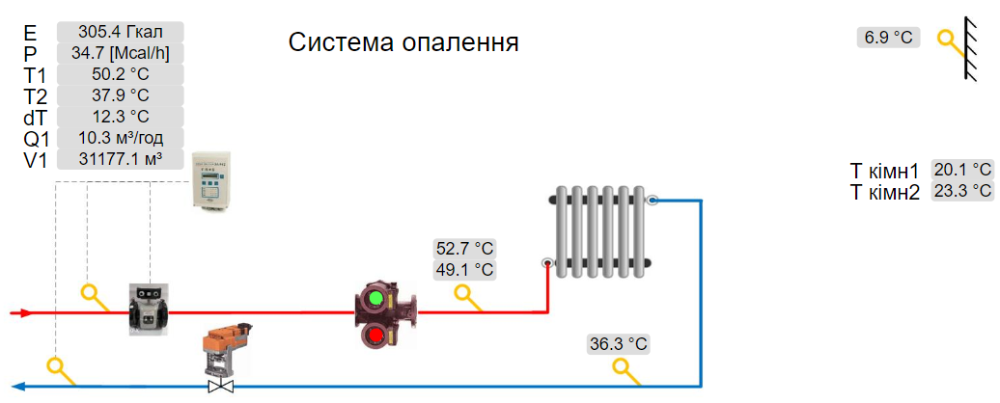 Система опалення
E 305.4 Гкал
P 34.7 [Mcal/h]
T1 50.2 °C
T2 37.9 °C
dT 12.3 °C
Q1 10.3 м³/год
V1 31177.1 м³
6.9 °C
Т кімн1 20.1 °C
Т кімн2 23.3 °C
52.7 °C
49.1 °C
36.3 °C